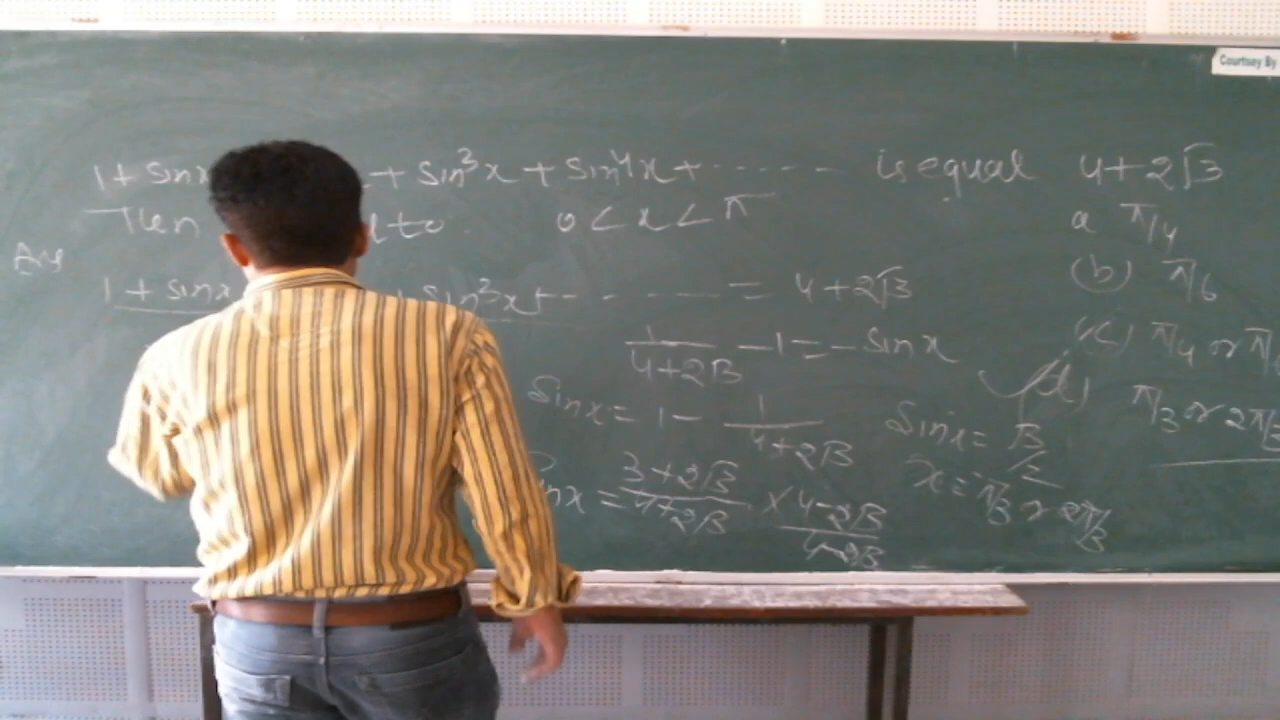 Courtsey By
1 + sinx + sin³x + sin⁴x + ------ is equal 4+2√3
Then to 0 < x < π
a π/4
Ans
(b) π/6
1 + sinx + sin³x+ - - - - - = 4+2√3
1/(4+2√3) - 1 = - sinx
(c) π/4 or π/
(d) π/3 or 2π/3
Sinx = 1 - 1/(4+2√3)
Sinx = √3/2
x = π/3 or 2π/3
inx = (3+2√3)/(4+2√3) × (4-2√3)/(4-2√3)